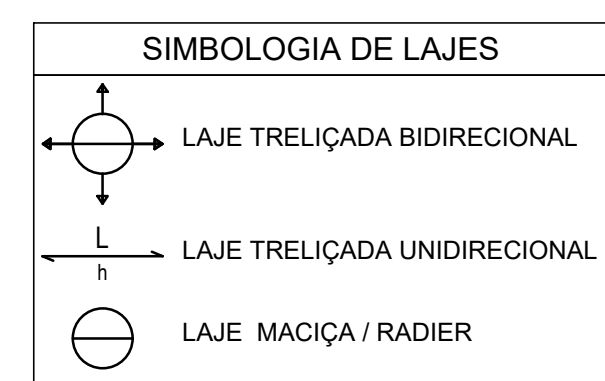 SIMBOLOGIA DE LAJES
LAJE TRELIÇADA BIDIRECIONAL
L
h
LAJE TRELIÇADA UNIDIRECIONAL
LAJE MACIÇA / RADIER